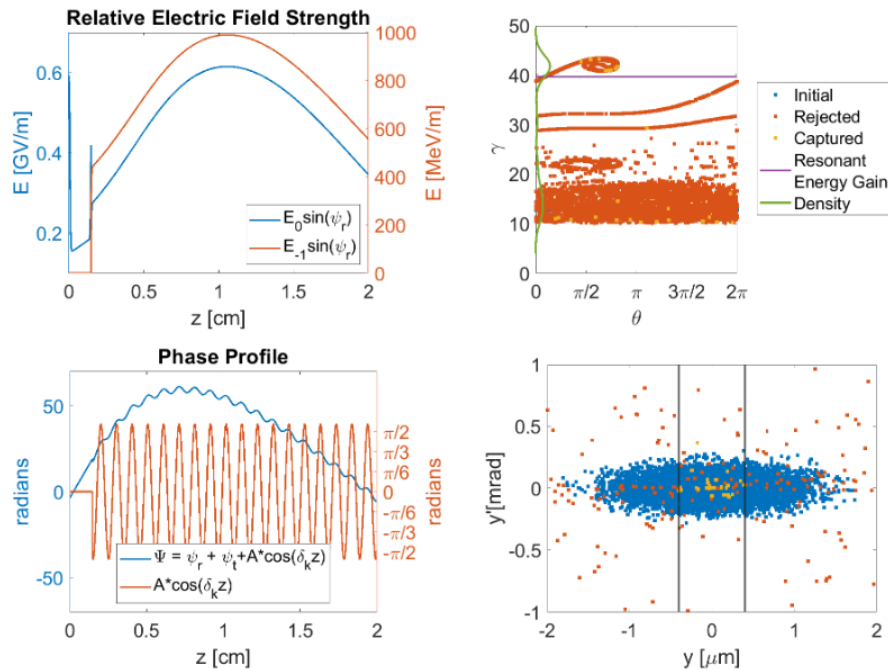 Relative Electric Field Strength
0.6
0.4
0.2
E [GV/m]
1000
800
600
400
200
0
E [MeV/m]
E₀sin(ψᵣ)
E₋₁sin(ψᵣ)
0 0.5 1 1.5 2
z [cm]
50
40
30
20
10
0
γ
0 π/2 π 3π/2 2π
θ
Initial
Rejected
Captured
Resonant
Energy Gain
Density
Phase Profile
50
0
-50
radians
π/2
π/3
π/6
0
-π/6
-π/3
-π/2
radians
Ψ = ψᵣ + ψₜ+A*cos(δₖz)
A*cos(δₖz)
0 0.5 1 1.5 2
z [cm]
1
0.5
0
-0.5
-1
y'[mrad]
-2 -1 0 1 2
y [μm]